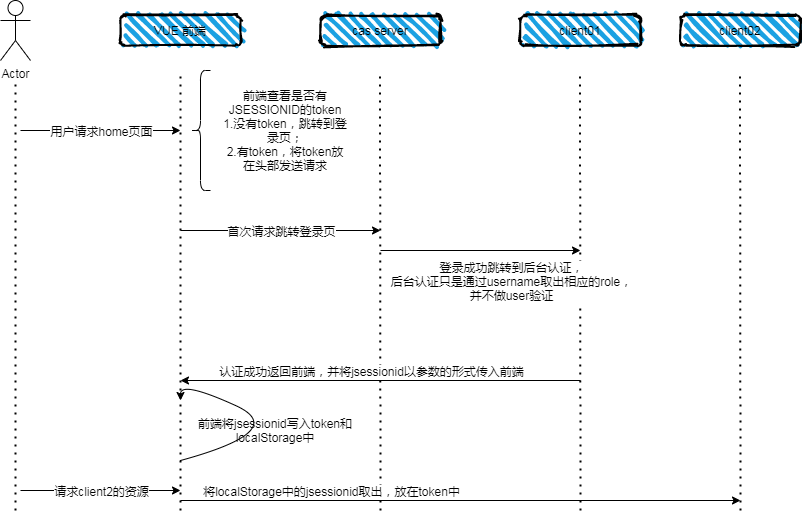 VUE 前端
cas server
client01
client02
Actor
前端查看是否有
JSESSIONID的token
1.没有token，跳转到登
录页；
2.有token，将token放
在头部发送请求
用户请求home页面
首次请求跳转登录页
登录成功跳转到后台认证，
后台认证只是通过username取出相应的role，
并不做user验证
认证成功返回前端，并将jsessionid以参数的形式传入前端
前端将jsessionid写入token和
localStorage中
请求client2的资源
将localStorage中的jsessionid取出，放在token中